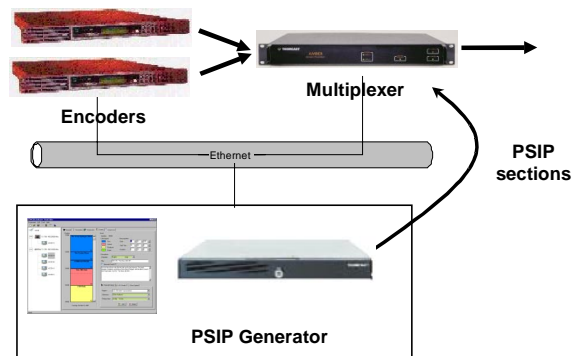 Encoders
Multiplexer
Ethernet
PSIP
sections
PSIP Generator